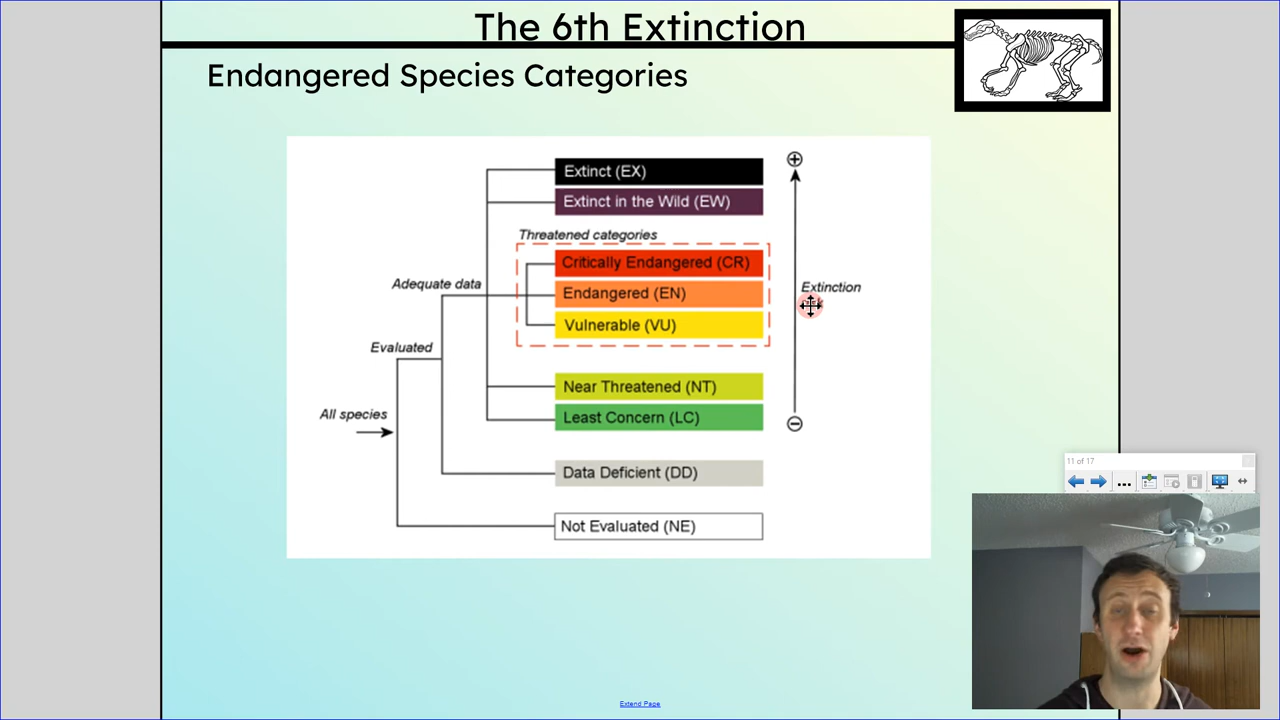 The 6th Extinction
Endangered Species Categories
Extinct (EX)
Extinct in the Wild (EW)
Threatened categories
Critically Endangered (CR)
Adequate data
Extinction
Endangered (EN)
Vulnerable (VU)
Evaluated
Near Threatened (NT)
All species
Least Concern (LC)
Data Deficient (DD)
Not Evaluated (NE)
11 of 17
Extend Page